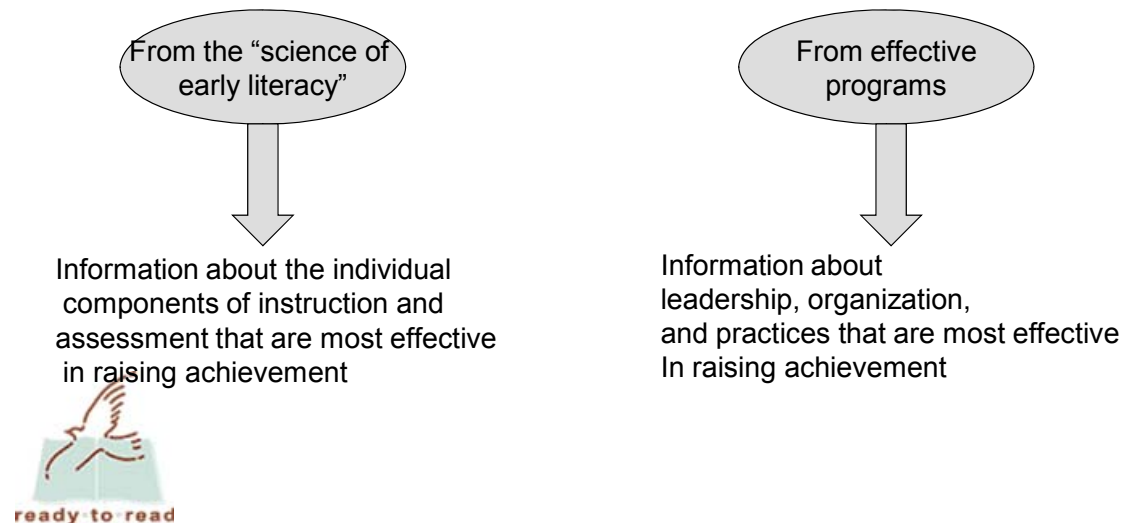 From the “science of
early literacy”
From effective
programs
Information about the individual
components of instruction and
assessment that are most effective
in raising achievement
Information about
leadership, organization,
and practices that are most effective
In raising achievement
ready·to·read